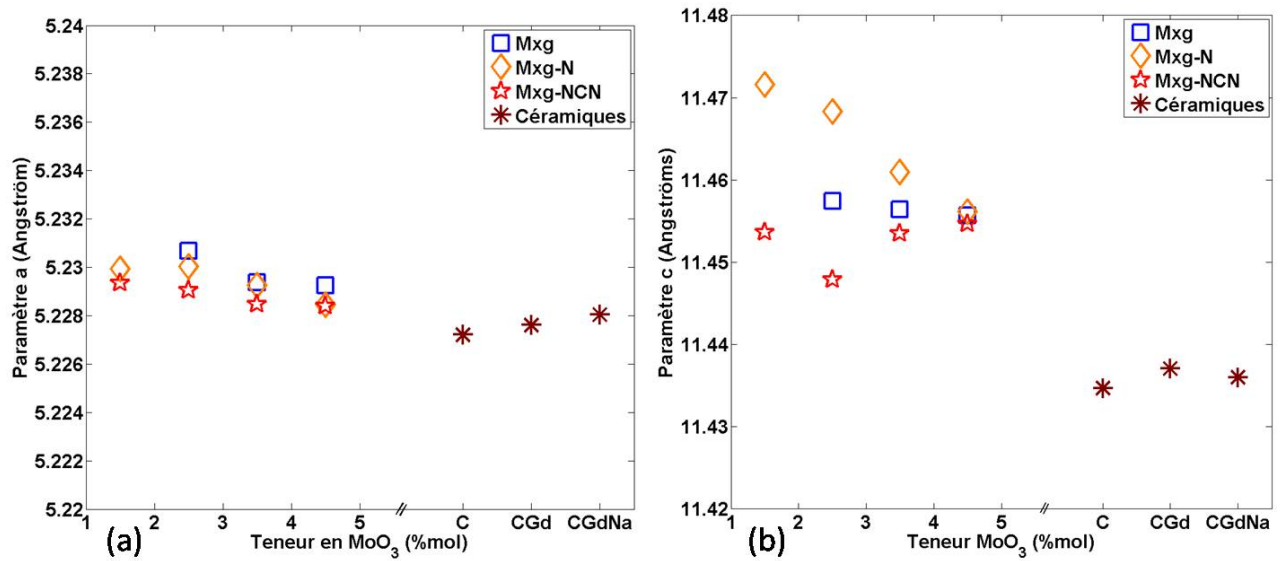 5.24
5.238
5.236
5.234
5.232
5.23
5.228
5.226
5.224
5.222
5.22
Paramètre a (Angström)
Mxg
Mxg-N
Mxg-NCN
Céramiques
1 2 3 4 5 // C CGd CGdNa
Teneur en MoO3 (%mol)
(a)
11.48
11.47
11.46
11.45
11.44
11.43
11.42
Paramètre c (Angströms)
Mxg
Mxg-N
Mxg-NCN
Céramiques
1 2 3 4 5 // C CGd CGdNa
Teneur MoO3 (%mol)
(b)